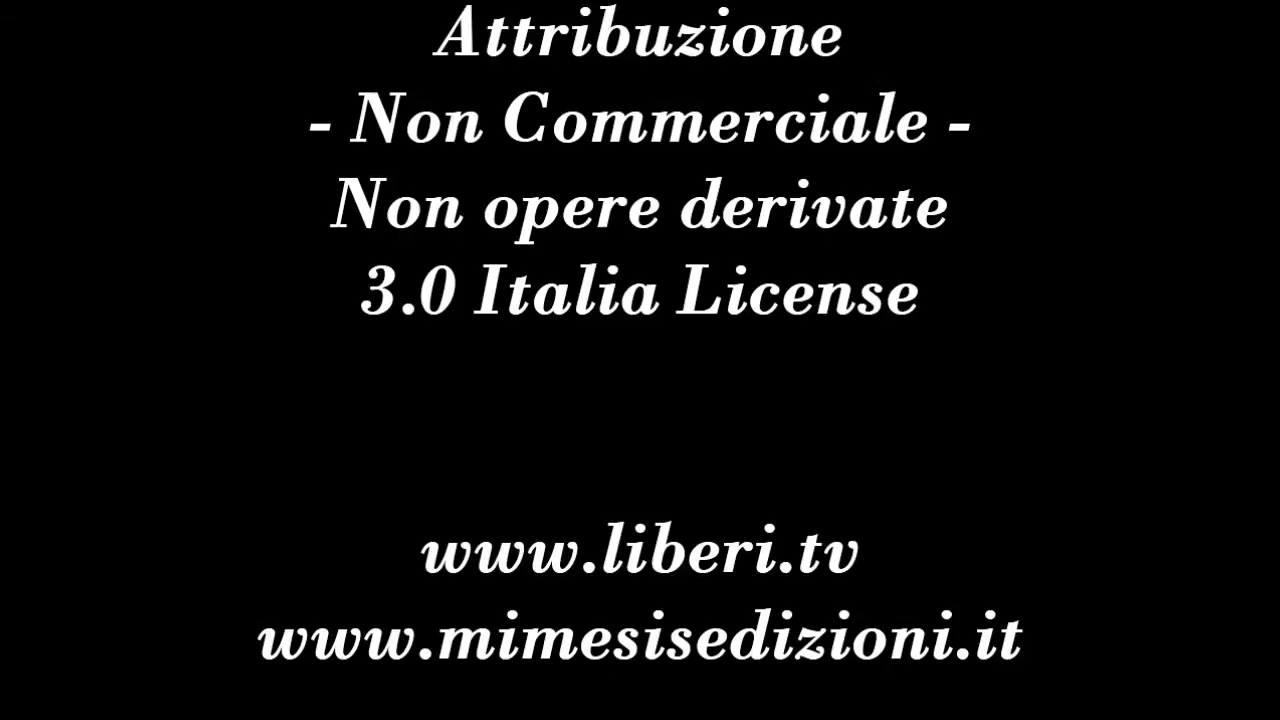 Attribuzione
- Non Commerciale -
Non opere derivate
3.0 Italia License
www.liberi.tv
www.mimesisedizioni.it